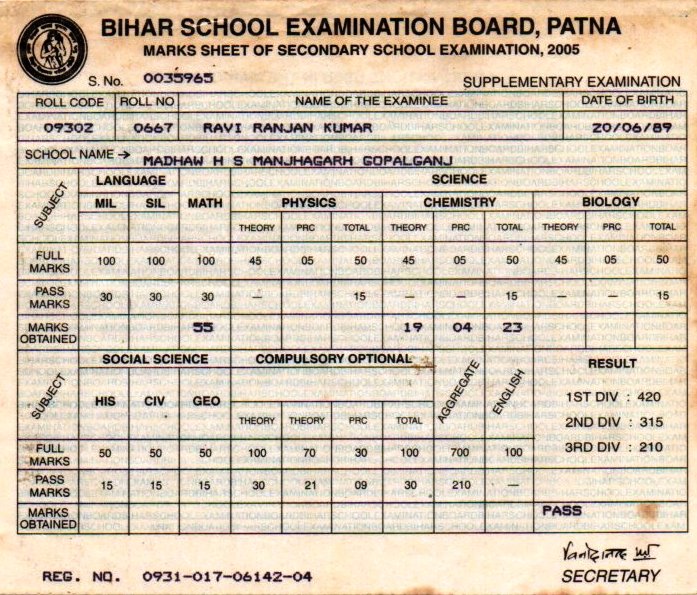 BIHAR SCHOOL EXAMINATION BOARD, PATNA
MARKS SHEET OF SECONDARY SCHOOL EXAMINATION, 2005
S. No. 0035965 SUPPLEMENTARY EXAMINATION
ROLL CODE ROLL NO NAME OF THE EXAMINEE DATE OF BIRTH
09302 0667 RAVI RANJAN KUMAR 20/06/89
SCHOOL NAME → MADHAW H S MANJHAGARH GOPALGANJ
SUBJECT LANGUAGE MATH SCIENCE
MIL SIL PHYSICS CHEMISTRY BIOLOGY
THEORY PRC TOTAL THEORY PRC TOTAL THEORY PRC TOTAL
FULL MARKS 100 100 100 45 05 50 45 05 50 45 05 50
PASS MARKS 30 30 30 — 15 — — 15 — — 15
MARKS OBTAINED 55 19 04 23
SUBJECT SOCIAL SCIENCE COMPULSORY OPTIONAL AGGREGATE ENGLISH RESULT
HIS CIV GEO THEORY THEORY PRC TOTAL
1ST DIV : 420
2ND DIV : 315
3RD DIV : 210
FULL MARKS 50 50 50 100 70 30 100 700 100
PASS MARKS 15 15 15 30 21 09 30 210 —
MARKS OBTAINED PASS
REG. NO. 0931-017-06142-04
SECRETARY